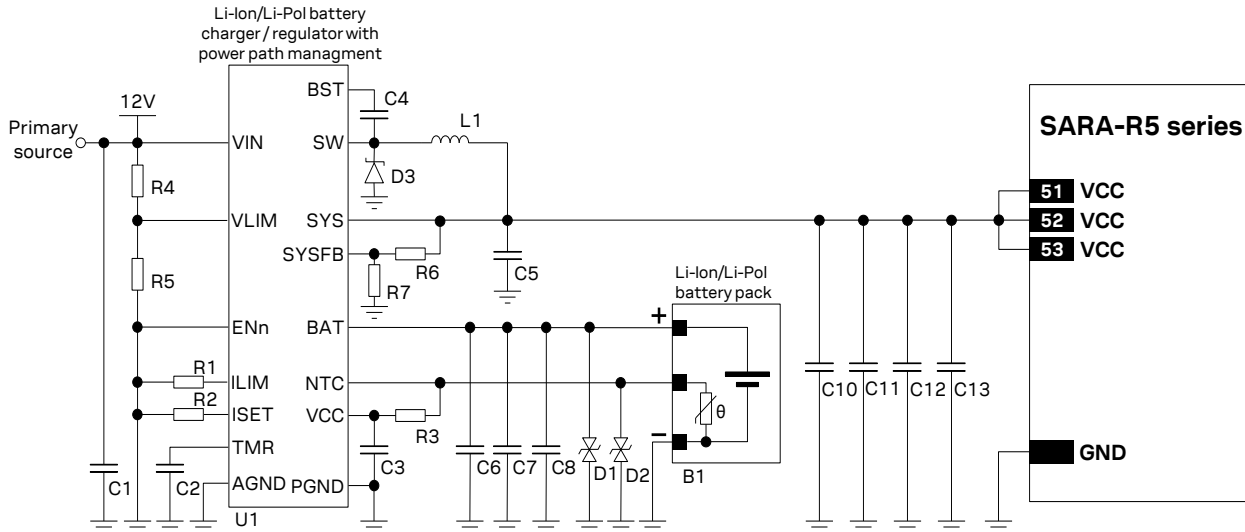 Li-Ion/Li-Pol battery
charger / regulator with
power path managment
12V
Primary
source
BST
C4
L1
VIN
SW
SARA-R5 series
R4
D3
51 VCC
VLIM
SYS
52 VCC
SYSFB
R6
53 VCC
R5
R7
C5
Li-Ion/Li-Pol
battery pack
ENn
BAT
+
R1
ILIM
NTC
C10
C11
C12
C13
R2
ISET
VCC
R3
θ
TMR
–
GND
C1
C2
AGND
PGND
C3
C6
C7
C8
D1
D2
B1
U1